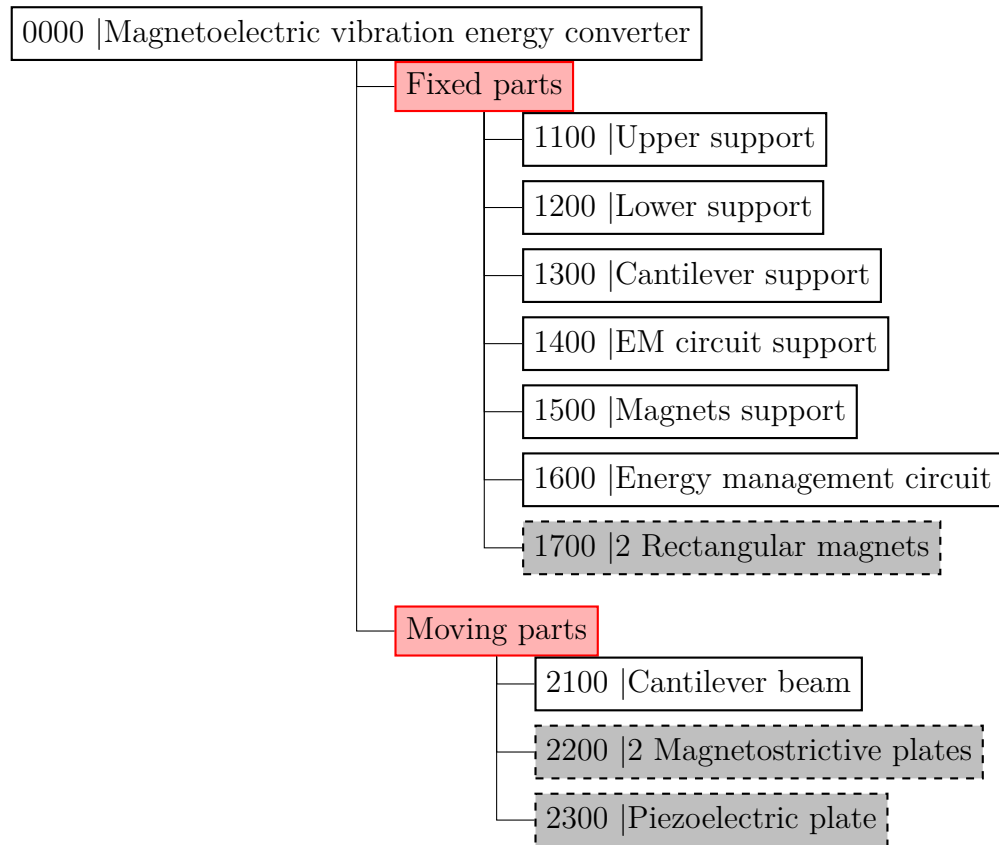 0000 |Magnetoelectric vibration energy converter
Fixed parts
1100 |Upper support
1200 |Lower support
1300 |Cantilever support
1400 |EM circuit support
1500 |Magnets support
1600 |Energy management circuit
1700 |2 Rectangular magnets
Moving parts
2100 |Cantilever beam
2200 |2 Magnetostrictive plates
2300 |Piezoelectric plate